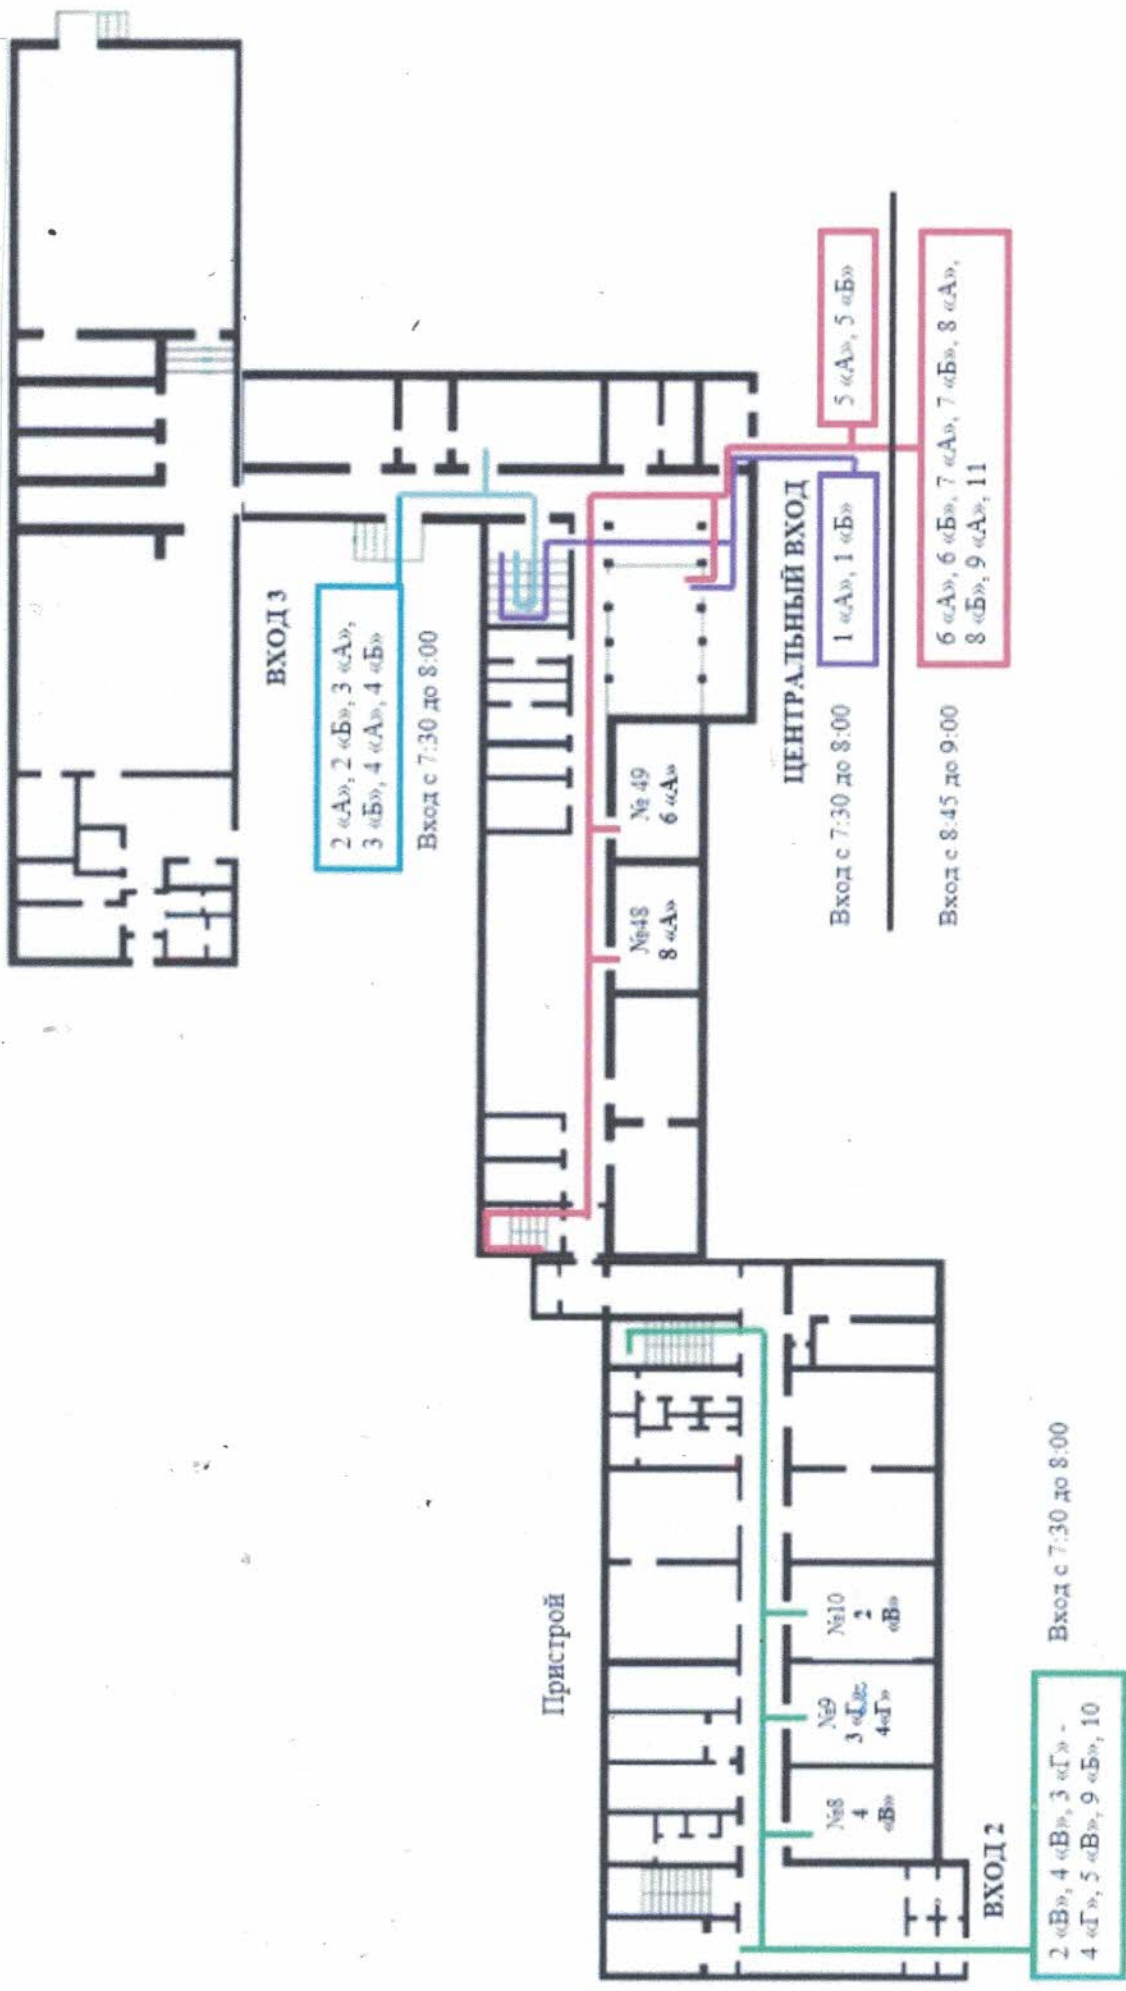 ВХОД 3
2 «А», 2 «Б», 3 «А»,
3 «Б», 4 «А», 4 «Б»
Вход с 7:30 до 8:00
ЦЕНТРАЛЬНЫЙ ВХОД
Вход с 7:30 до 8:00
1 «А», 1 «Б»
5 «А», 5 «Б»
Вход с 8:45 до 9:00
6 «А», 6 «Б», 7 «А», 7 «Б», 8 «А»,
8 «Б», 9 «А», 11
№ 49
6 «А»
№48
8 «А»
Пристрой
№10
2
«В»
№9
3 «Г»
4«Г»
№8
4
«В»
ВХОД 2
2 «В», 4 «В», 3 «Г» -
4 «Г», 5 «В», 9 «Б», 10
Вход с 7:30 до 8:00